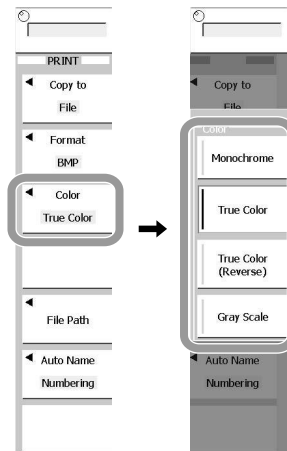 PRINT
Copy to
File
Format
BMP
Color
True Color
File Path
Auto Name
Numbering
Copy to
File
Color
Monochrome
True Color
True Color
(Reverse)
Gray Scale
Auto Name
Numbering